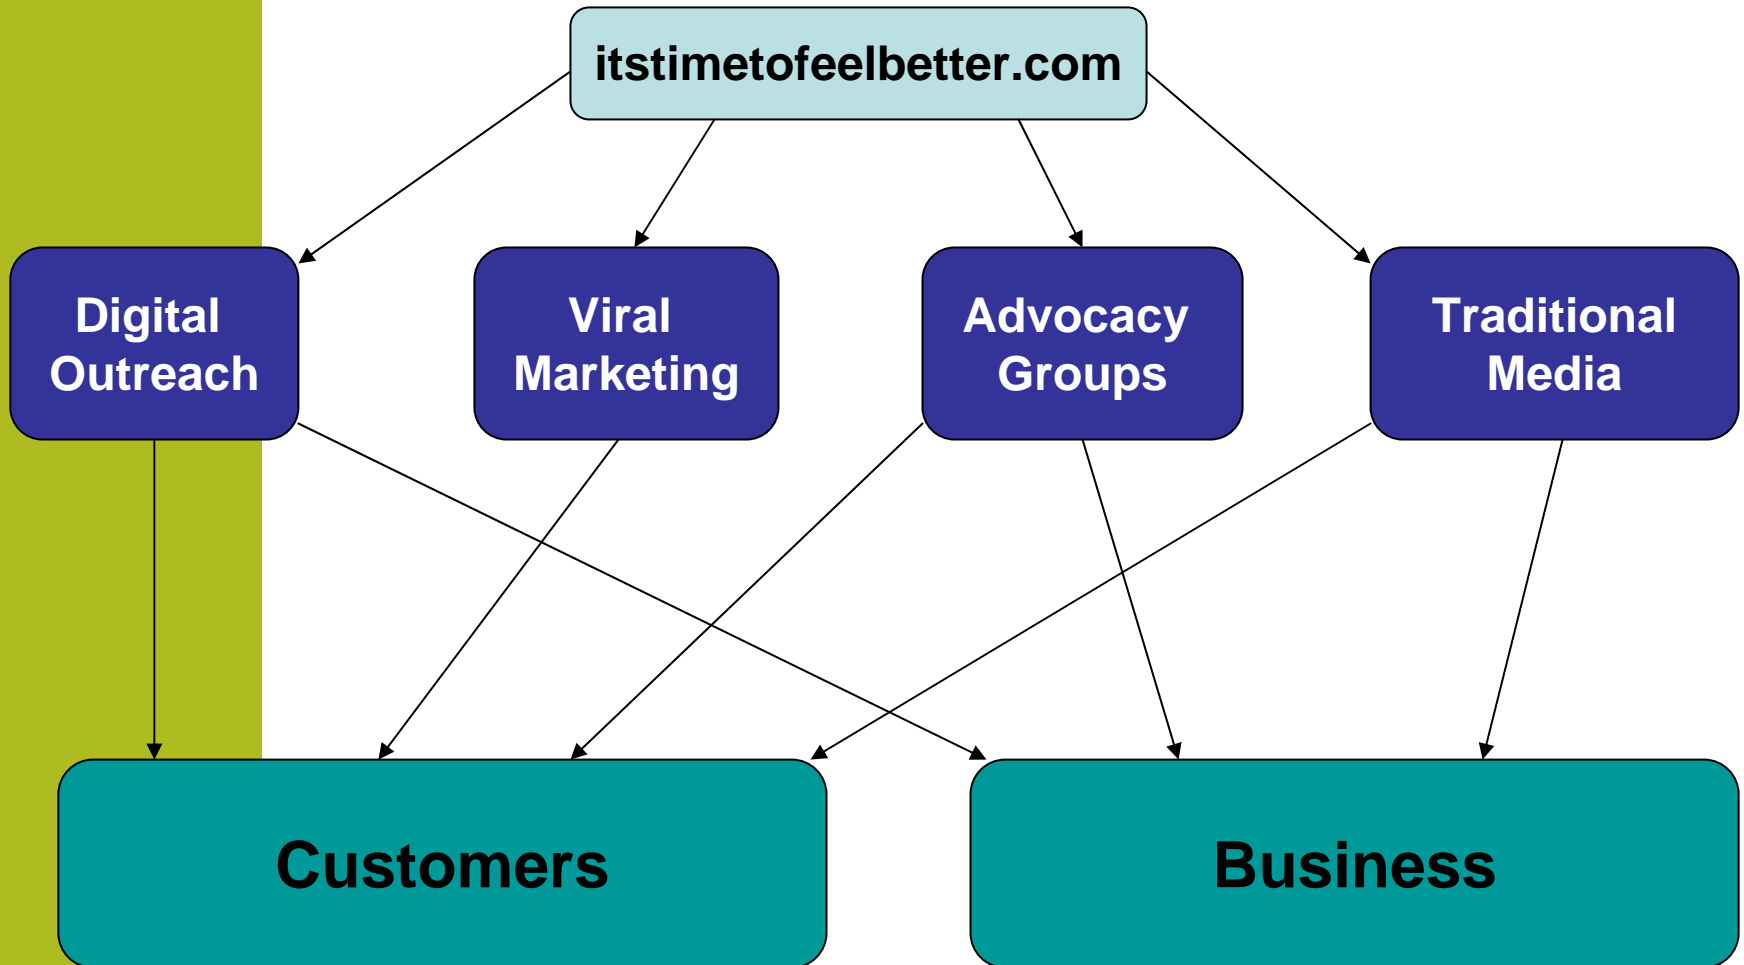 itstimetofeelbetter.com
Digital
Outreach
Viral
Marketing
Advocacy
Groups
Traditional
Media
Customers
Business